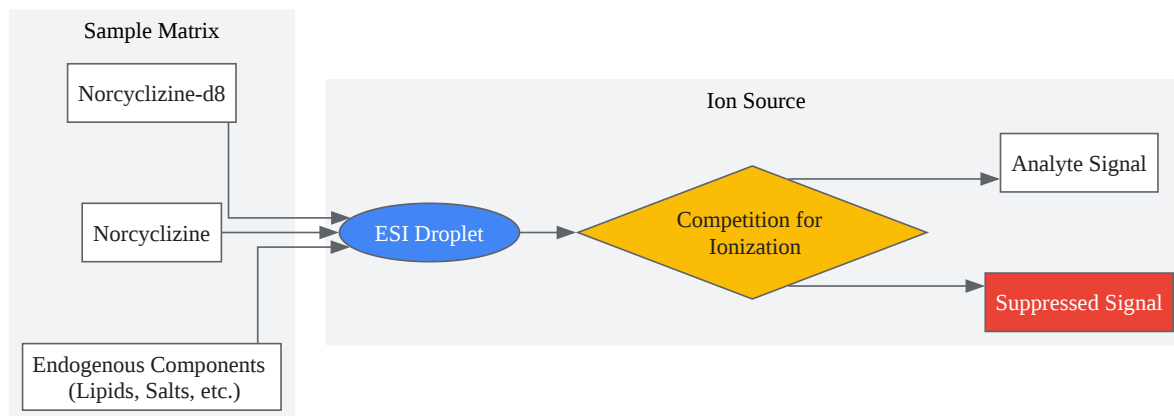 Sample Matrix
Norcyclizine-d8
Norcyclizine
Endogenous Components
(Lipids, Salts, etc.)
Ion Source
ESI Droplet
Competition for
Ionization
Analyte Signal
Suppressed Signal